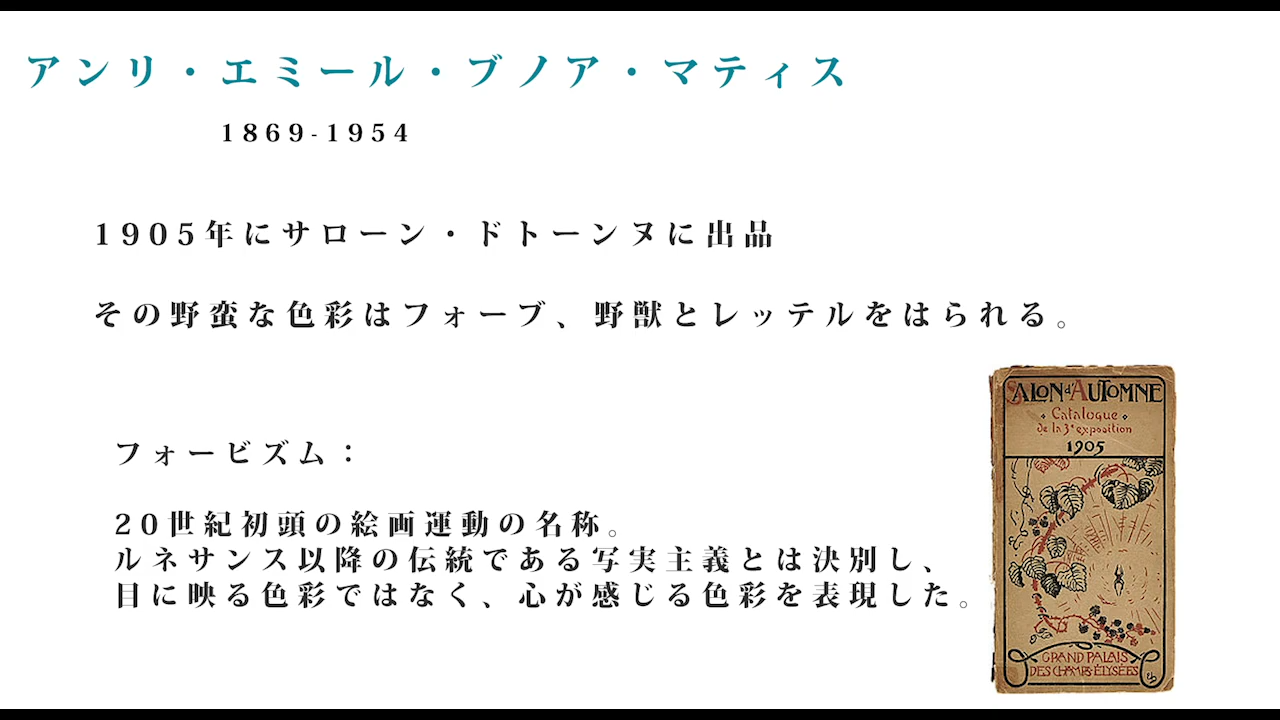 アンリ・エミール・ブノア・マティス
1869-1954
1905年にサローン・ドトーンヌに出品
その野蛮な色彩はフォーブ、野獣とレッテルをはられる。
フォービズム：
20世紀初頭の絵画運動の名称。
ルネサンス以降の伝統である写実主義とは決別し、
目に映る色彩ではなく、心が感じる色彩を表現した。
SALON d'AUTOMNE
Catalogue
de la 3e exposition
1905
GRAND PALAIS
DES CHAMPS-ÉLYSÉES